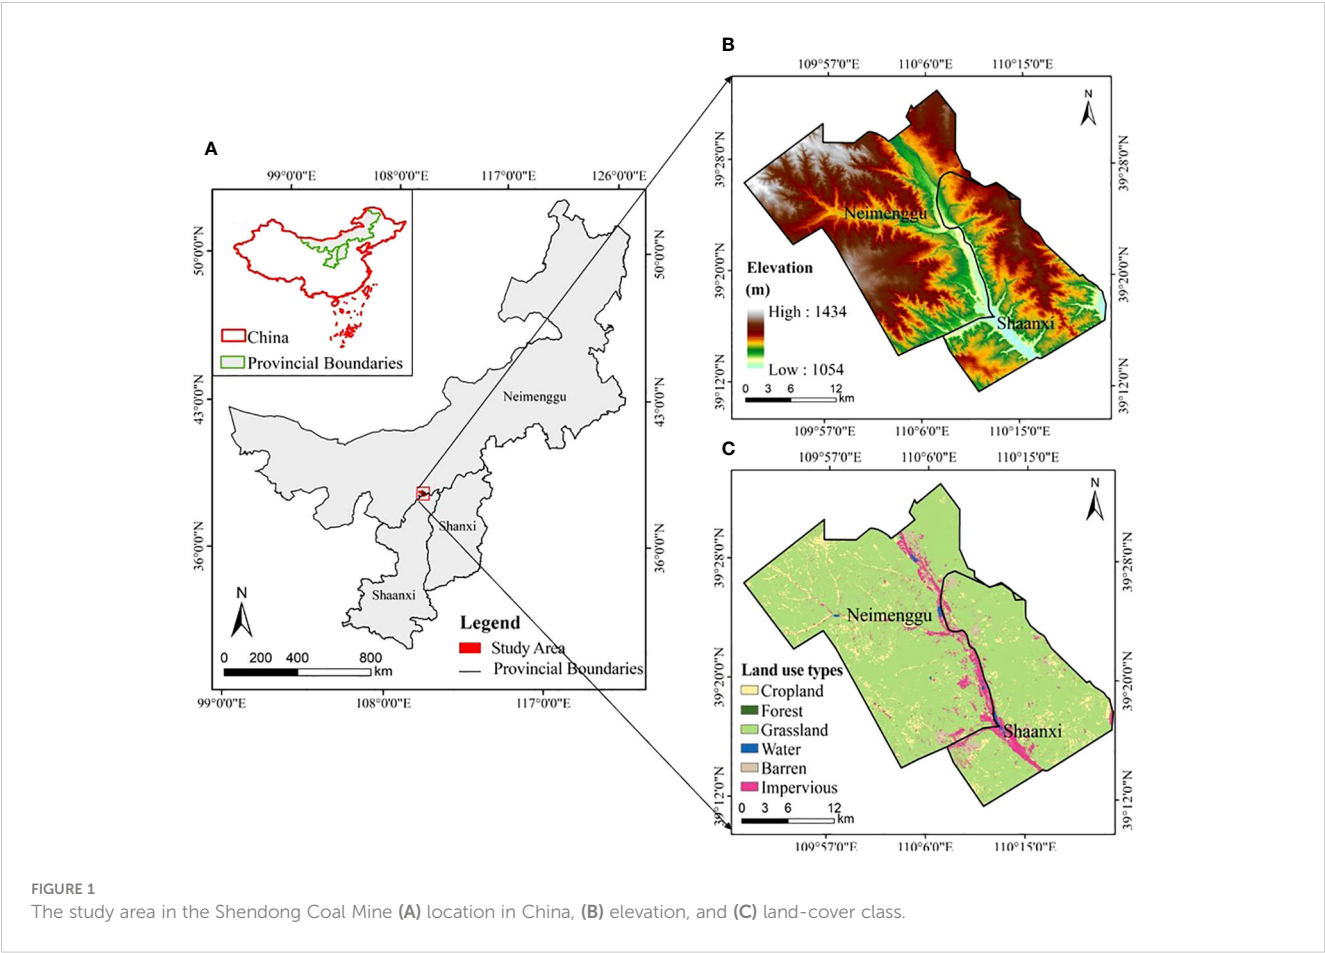 A
99°0'0"E
108°0'0"E
117°0'0"E
126°0'0"E
50°0'0"N
43°0'0"N
36°0'0"N
50°0'0"N
43°0'0"N
36°0'0"N
China
Provincial Boundaries
Neimenggu
Shanxi
Shaanxi
N
0 200 400 800
km
Legend
Study Area
Provincial Boundaries
99°0'0"E
108°0'0"E
117°0'0"E
B
109°57'0"E
110°6'0"E
110°15'0"E
N
39°28'0"N
39°20'0"N
39°12'0"N
39°28'0"N
39°20'0"N
39°12'0"N
Neimenggu
Shaanxi
Elevation
(m)
High : 1434
Low : 1054
0 3 6 12
km
109°57'0"E
110°6'0"E
110°15'0"E
C
109°57'0"E
110°6'0"E
110°15'0"E
N
39°28'0"N
39°20'0"N
39°12'0"N
39°28'0"N
39°20'0"N
39°12'0"N
Neimenggu
Shaanxi
Land use types
Cropland
Forest
Grassland
Water
Barren
Impervious
0 3 6 12
km
109°57'0"E
110°6'0"E
110°15'0"E
FIGURE 1
The study area in the Shendong Coal Mine (A) location in China, (B) elevation, and (C) land-cover class.